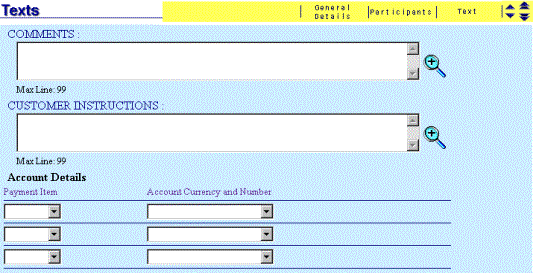 Texts
General Details
Participants
Text
COMMENTS :
Max Line: 99
CUSTOMER INSTRUCTIONS :
Max Line: 99
Account Details
Payment Item Account Currency and Number